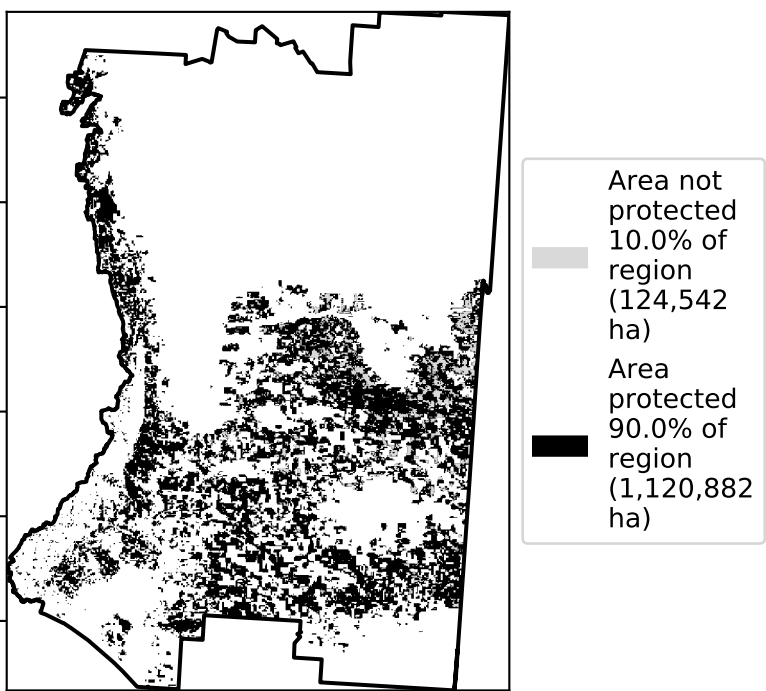 Area not
protected
10.0% of
region
(124,542
ha)
Area
protected
90.0% of
region
(1,120,882
ha)